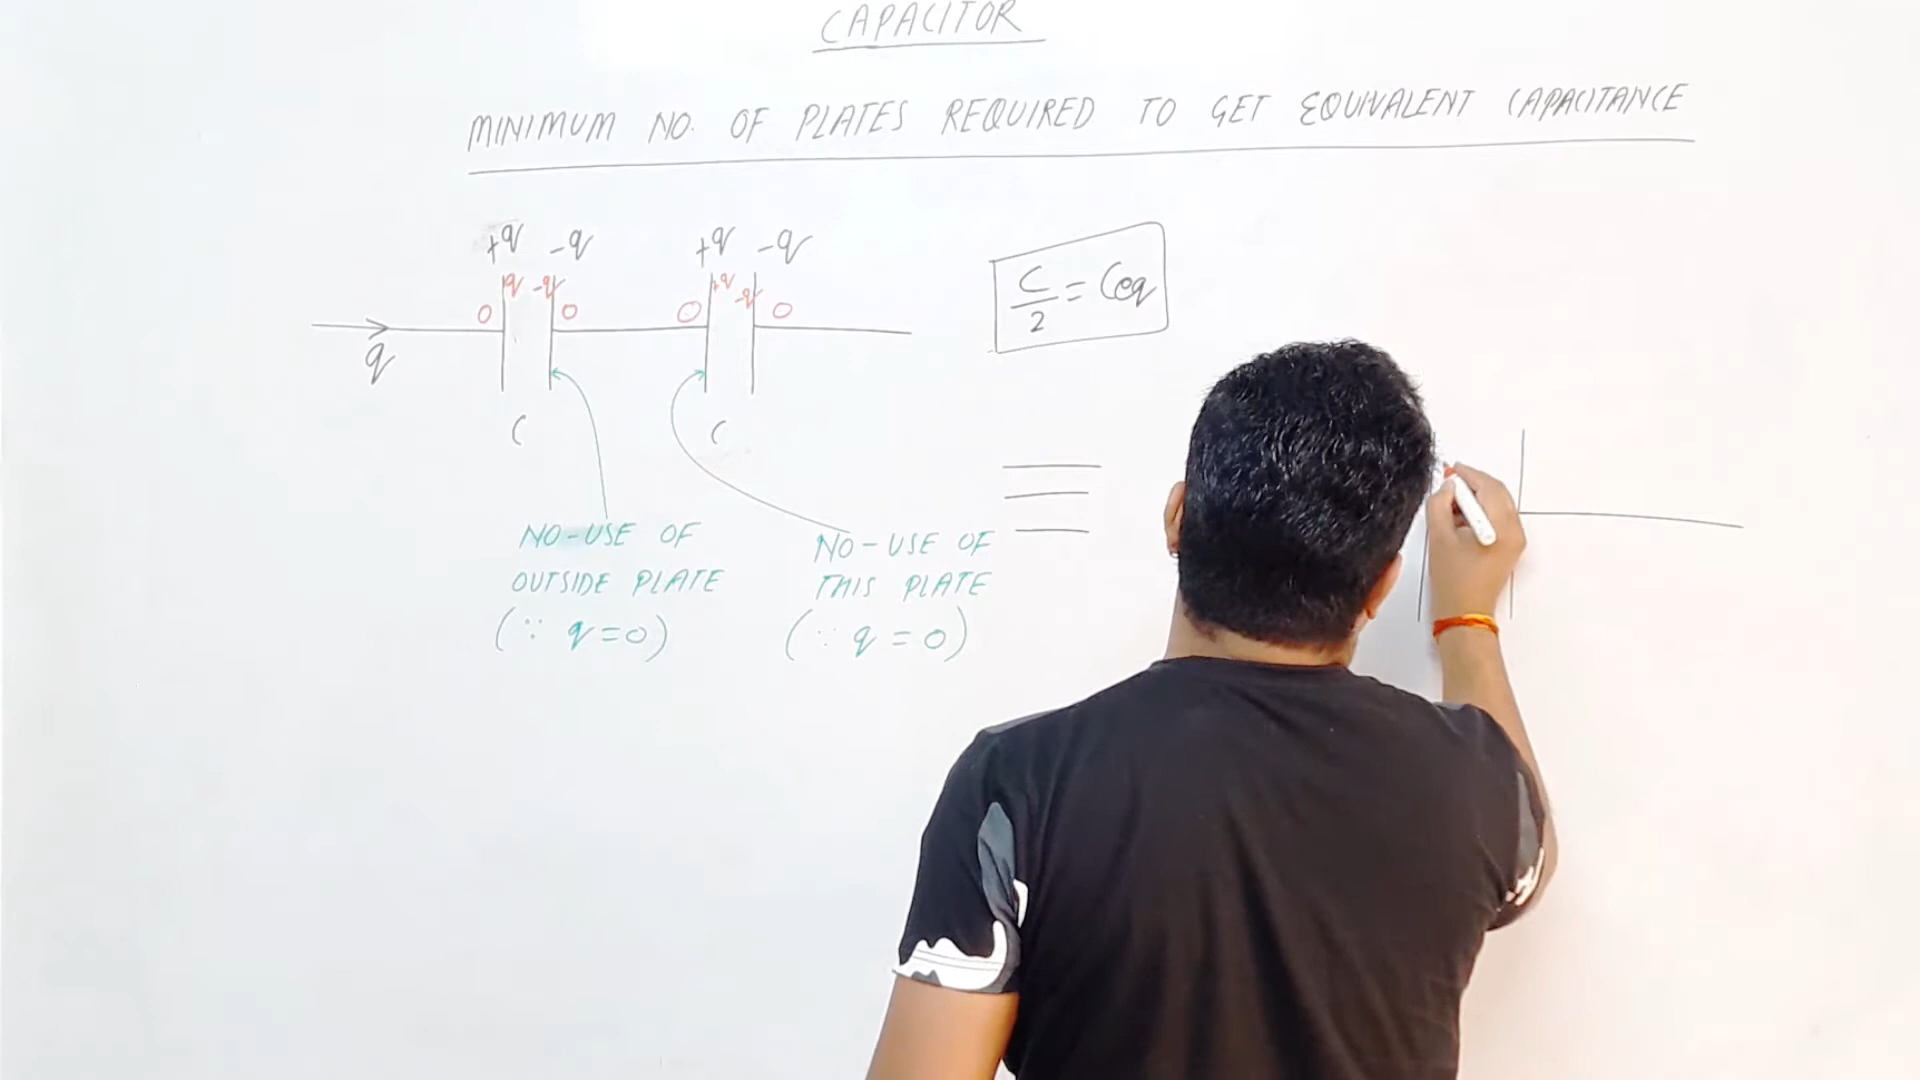 CAPACITOR
MINIMUM NO. OF PLATES REQUIRED TO GET EQUIVALENT CAPACITANCE
+q -q +q -q
q -q +q -q
0 0 0 0
q
C C
C/2 = Ceq
NO-USE OF
OUTSIDE PLATE
(∵ q=0)
NO-USE OF
THIS PLATE
(∵ q=0)